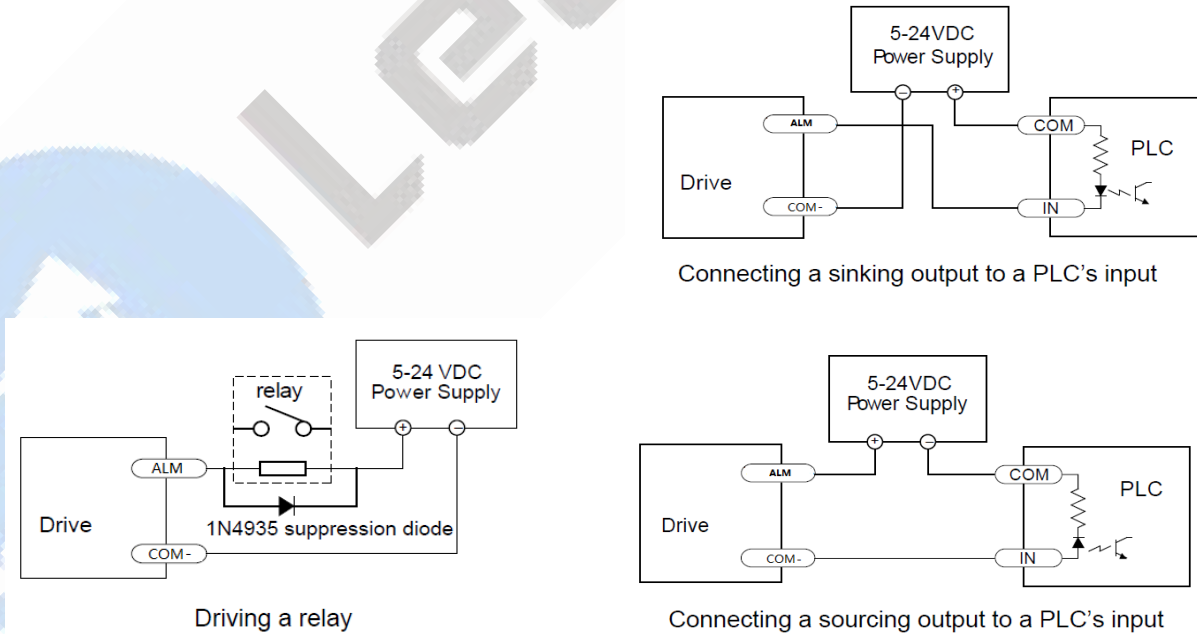 5-24VDC
Power Supply
−
+
ALM
COM
PLC
Drive
COM-
IN
Connecting a sinking output to a PLC's input
relay
5-24 VDC
Power Supply
+
−
ALM
Drive
1N4935 suppression diode
COM-
Driving a relay
5-24VDC
Power Supply
+
−
ALM
COM
PLC
Drive
COM-
IN
Connecting a sourcing output to a PLC's input